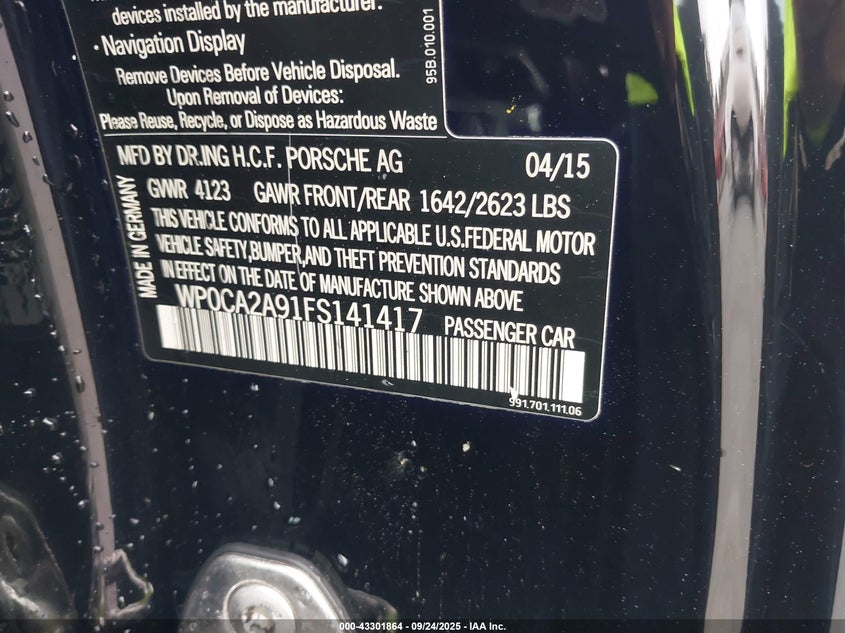 devices installed by the manufacturer.
• Navigation Display
Remove Devices Before Vehicle Disposal.
Upon Removal of Devices:
Please Reuse, Recycle, or Dispose as Hazardous Waste
95B.010.001
MFD BY DR.ING H.C.F. PORSCHE AG 04/15
GVWR 4123 GAWR FRONT/REAR 1642/2623 LBS
THIS VEHICLE CONFORMS TO ALL APPLICABLE U.S.FEDERAL MOTOR
VEHICLE SAFETY,BUMPER,AND THEFT PREVENTION STANDARDS
IN EFFECT ON THE DATE OF MANUFACTURE SHOWN ABOVE
MADE IN GERMANY
WP0CA2A91FS141417 PASSENGER CAR
991.701.111.06
000-43301864 - 09/24/2025 - IAA Inc.